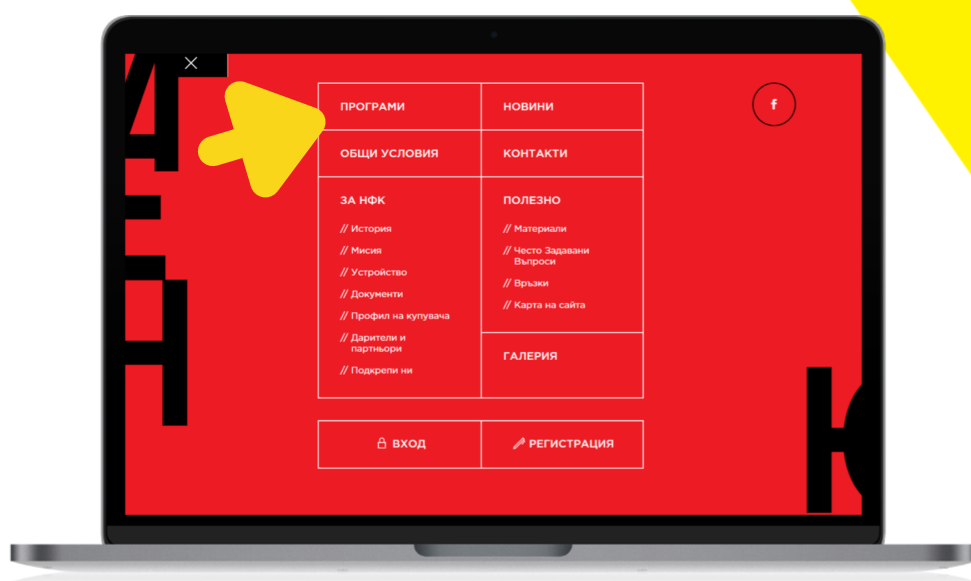 ПРОГРАМИ
НОВИНИ
ОБЩИ УСЛОВИЯ
КОНТАКТИ
ЗА НФК
// История
// Мисия
// Устройство
// Документи
// Профил на купувача
// Дарители и
партньори
// Подкрепи ни
ПОЛЕЗНО
// Материали
// Често Задавани
Въпроси
// Връзки
// Карта на сайта
ГАЛЕРИЯ
ВХОД
РЕГИСТРАЦИЯ
f